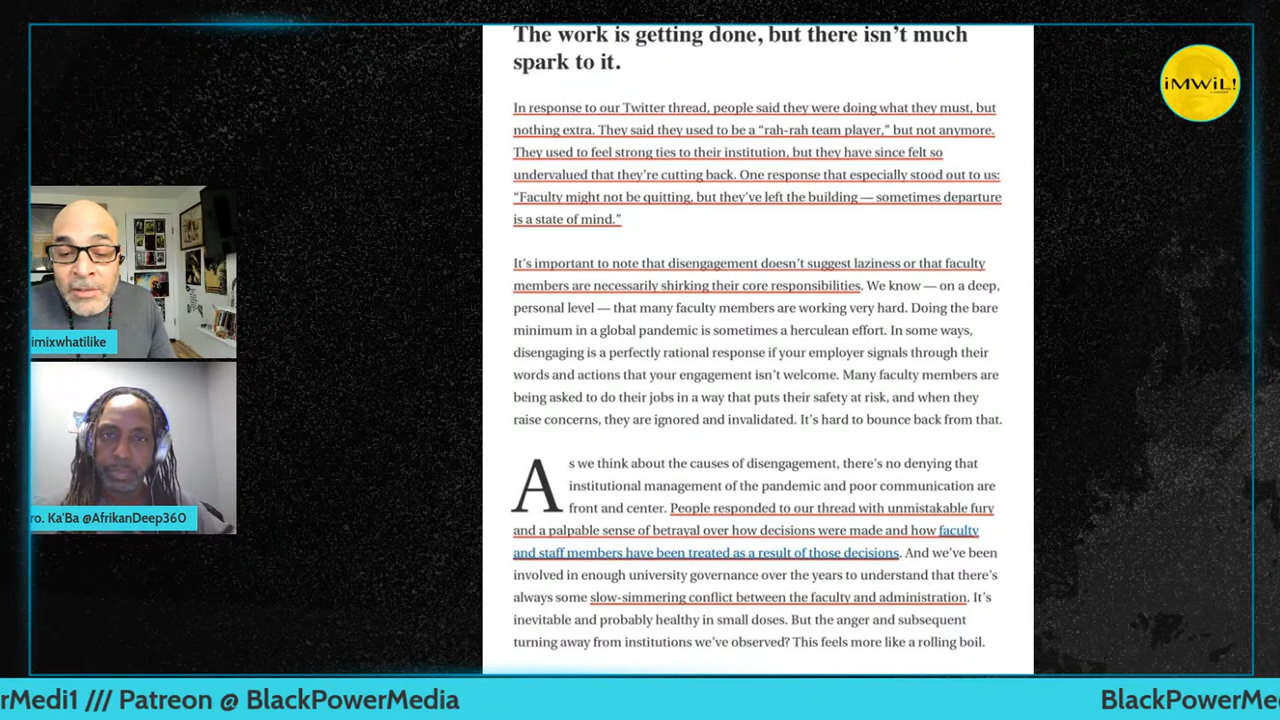 The work is getting done, but there isn’t much
spark to it.
In response to our Twitter thread, people said they were doing what they must, but
nothing extra. They said they used to be a “rah-rah team player,” but not anymore.
They used to feel strong ties to their institution, but they have since felt so
undervalued that they’re cutting back. One response that especially stood out to us:
“Faculty might not be quitting, but they’ve left the building — sometimes departure
is a state of mind.”
It’s important to note that disengagement doesn’t suggest laziness or that faculty
members are necessarily shirking their core responsibilities. We know — on a deep,
personal level — that many faculty members are working very hard. Doing the bare
minimum in a global pandemic is sometimes a herculean effort. In some ways,
disengaging is a perfectly rational response if your employer signals through their
words and actions that your engagement isn’t welcome. Many faculty members are
being asked to do their jobs in a way that puts their safety at risk, and when they
raise concerns, they are ignored and invalidated. It’s hard to bounce back from that.
As we think about the causes of disengagement, there’s no denying that
institutional management of the pandemic and poor communication are
front and center. People responded to our thread with unmistakable fury
and a palpable sense of betrayal over how decisions were made and how faculty
and staff members have been treated as a result of those decisions. And we’ve been
involved in enough university governance over the years to understand that there’s
always some slow-simmering conflict between the faculty and administration. It’s
inevitable and probably healthy in small doses. But the anger and subsequent
turning away from institutions we’ve observed? This feels more like a rolling boil.
iMWiL!
imixwhatilike
ro. Ka'Ba @AfrikanDeep360
rMedi1 /// Patreon @ BlackPowerMedia
BlackPowerMe